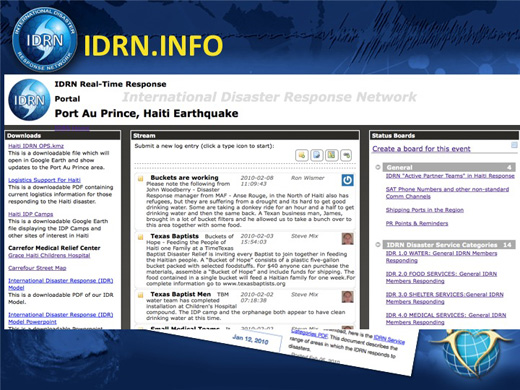 INTERNATIONAL DISASTER
IDRN
RESPONSE NETWORK
IDRN.INFO
IDRN
IDRN Real-Time Response
Portal
International Disaster Response Network
Port Au Prince, Haiti Earthquake
Downloads
Haiti IDRN OPS.kmz
This is a downloadable file which will
open in Google Earth and show
updates to the Port Au Prince area.
Logistics Support For Haiti
This is a downloadable PDF containing
current logistics information for those
responding to the Haiti disaster.
Haiti IDP Camps
This is a downloadable Google Earth
file displaying the IDP Camps and
other sites of interest in Haiti
Carrefor Medical Relief Center
Grace Haiti Childrens Hospital
Carrefour Street Map
International Disaster Response (IDR)
Model
This is a downloadable PDF of our IDR
Model.
International Disaster Response (IDR)
Model Powerpoint
Stream
Submit a new log entry (click a type icon to start):
Buckets are working 2010-02-08 Ron Wismer
Please note the following from 11:09:43
John Woodberry - Disaster
Response manager from MAF - Anse Rouge, in the North of Haiti also has
refugees, but they are suffering from a drought and its hard to get good
drinking water. Some are taking a donkey ride for an hour and a half to get
drinking water and then the same back. A Texan business man, James,
brought in a lot of bucket filters and he allowed us to take a bunch over to
this area together with some food.
Texas Baptists Buckets of 2010-02-03 Steve Mix
Hope - Feeding the People of 15:54:03
Haiti one Family at a TimeTexas
Baptist Disaster Relief is inviting every Baptist to join together in feeding
the Haitian people. A "Bucket of Hope" consists of a plastic five-gallon
bucket packed with selected foodstuffs. For $40 anyone can purchase the
materials, assemble a "Bucket of Hope" and include funds for shipping. The
food contained in a single bucket will feed a Haitian family for one week.For
complete information go to www.texasbaptists.org
Texas Baptist Men TBM 2010-02-02 Steve Mix
water team has completed 07:18:38
installation at Children's Hospital
compound. The IDP camp and the orphanage both appear to have clean
drinking water at this time.
Small Medical Teams
Status Boards
Create a board for this event
General 4
IDRN "Active Partner Teams" in Haiti Response
SAT Phone Numbers and other non-standard
Comm Channels
Shipping Ports in the Region
PR Points & Reminders
IDRN Disaster Service Categories 14
IDR 1.0 WATER: General IDRN Members
Responding
IDR 2.0 FOOD SERVICES: General IDRN
Members Responding
IDR 3.0 SHELTER SERVICES:General IDRN
Members Responding
IDR 4.0 MEDICAL SERVICES: General IDRN
Members Responding
Jan 12, 2010
here is the IDRN Service
Categories PDF. This document describes the
range of areas in which the IDRN responds to
disasters.